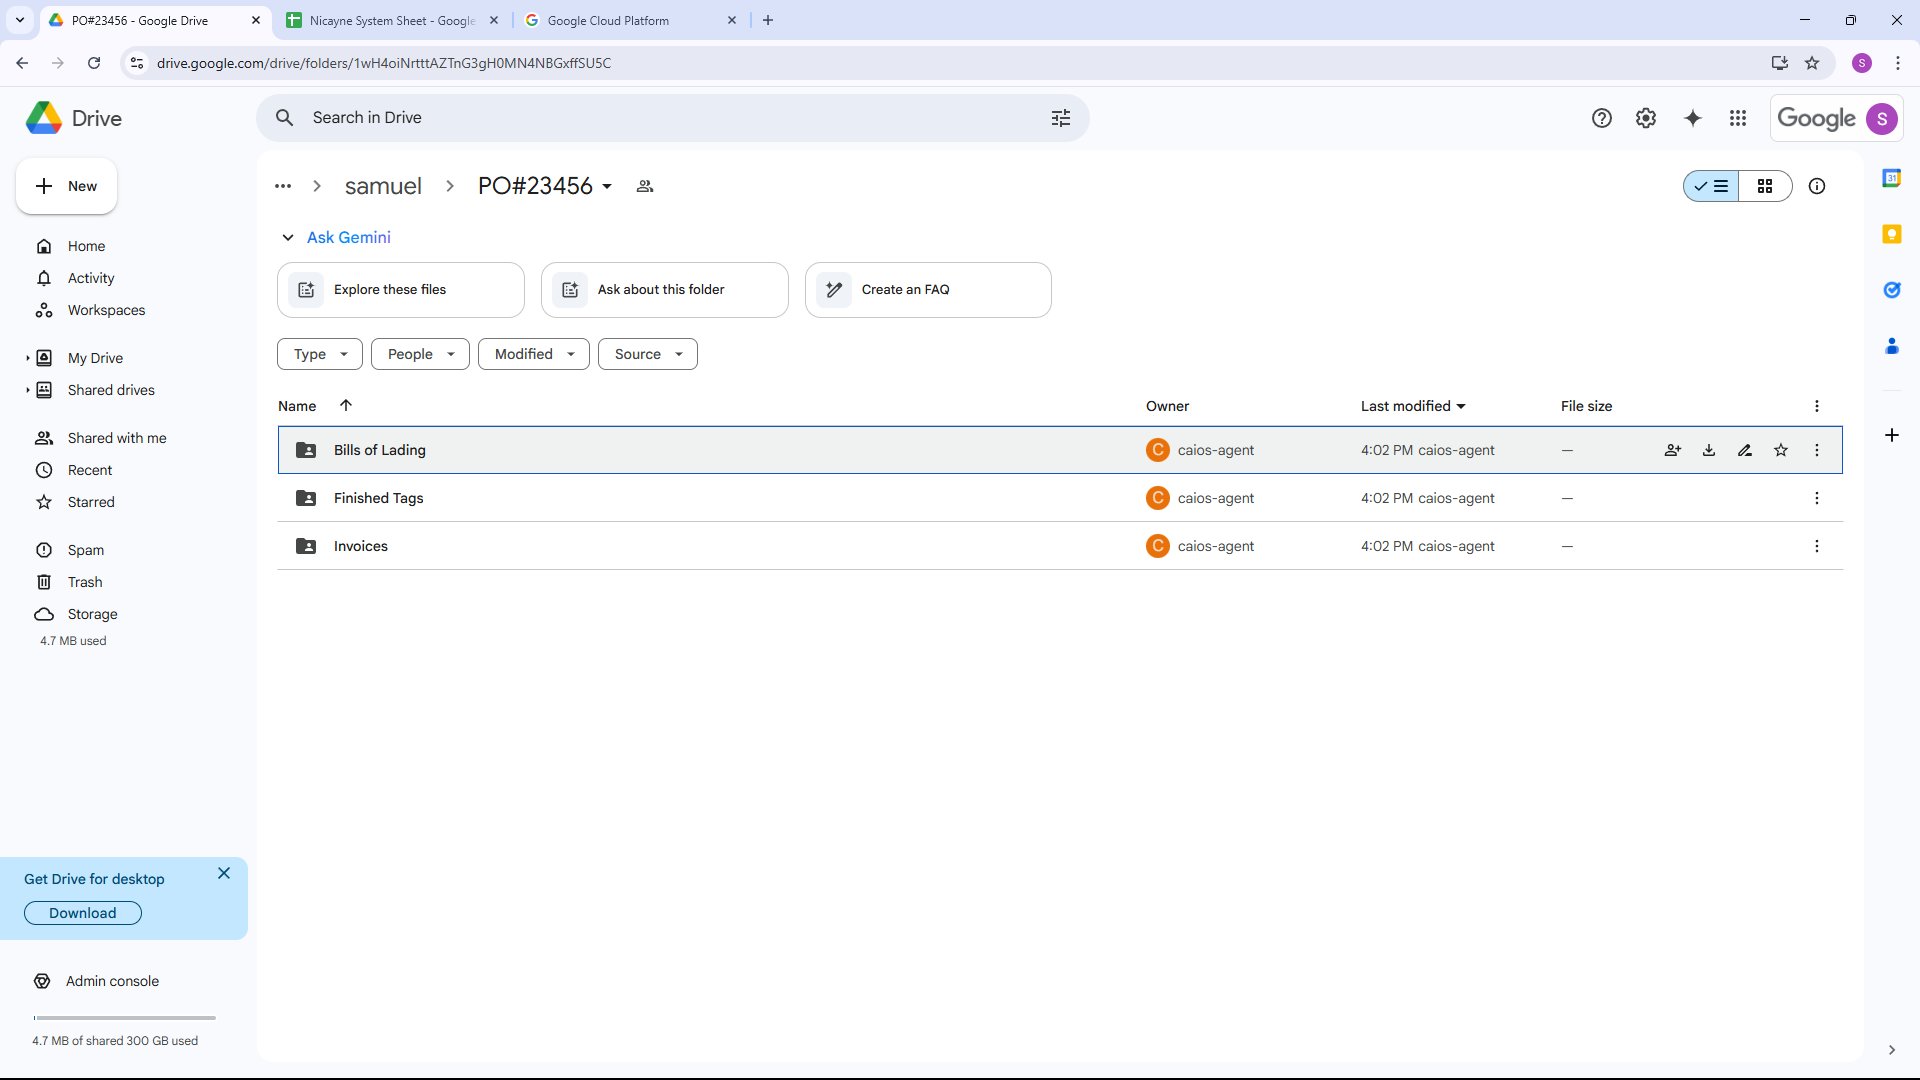 PO#23456 - Google Drive
Nicayne System Sheet - Google
Google Cloud Platform
drive.google.com/drive/folders/1wH4oiNrtttAZTnG3gH0MN4NBGxffSU5C
S
Drive
Search in Drive
Google
S
New
samuel
PO#23456
31
Ask Gemini
Explore these files
Ask about this folder
Create an FAQ
Home
Activity
Workspaces
My Drive
Shared drives
Shared with me
Recent
Starred
Spam
Trash
Storage
4.7 MB used
Type
People
Modified
Source
Name
Owner
Last modified
File size
Bills of Lading
C caios-agent
4:02 PM caios-agent
—
Finished Tags
C caios-agent
4:02 PM caios-agent
—
Invoices
C caios-agent
4:02 PM caios-agent
—
Get Drive for desktop
Download
Admin console
4.7 MB of shared 300 GB used